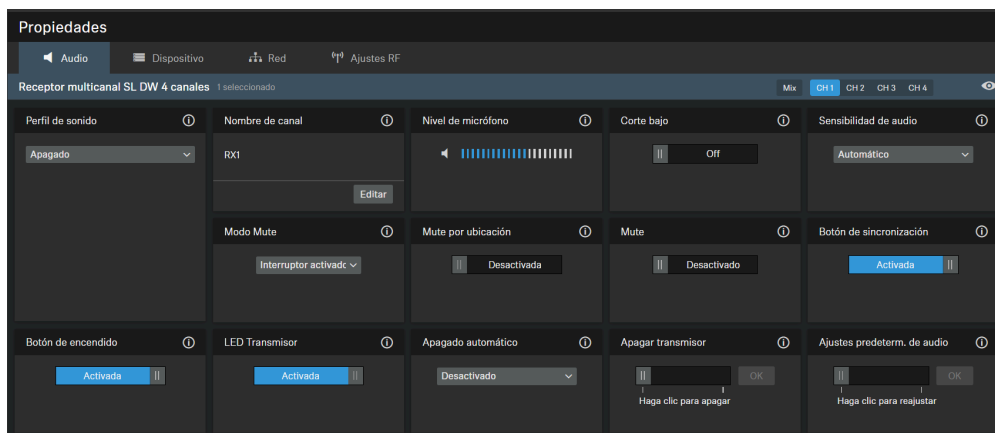 Propiedades
Audio
Dispositivo
Red
Ajustes RF
Receptor multicanal SL DW 4 canales 1 seleccionado
Mix CH 1 CH 2 CH 3 CH 4
Perfil de sonido
Apagado
Nombre de canal
RX1
Editar
Nivel de micrófono
Corte bajo
Off
Sensibilidad de audio
Automático
Modo Mute
Interruptor activadc
Mute por ubicación
Desactivada
Mute
Desactivado
Botón de sincronización
Activada
Botón de encendido
Activada
LED Transmisor
Activada
Apagado automático
Desactivado
Apagar transmisor
OK
Haga clic para apagar
Ajustes predeterm. de audio
OK
Haga clic para reajustar